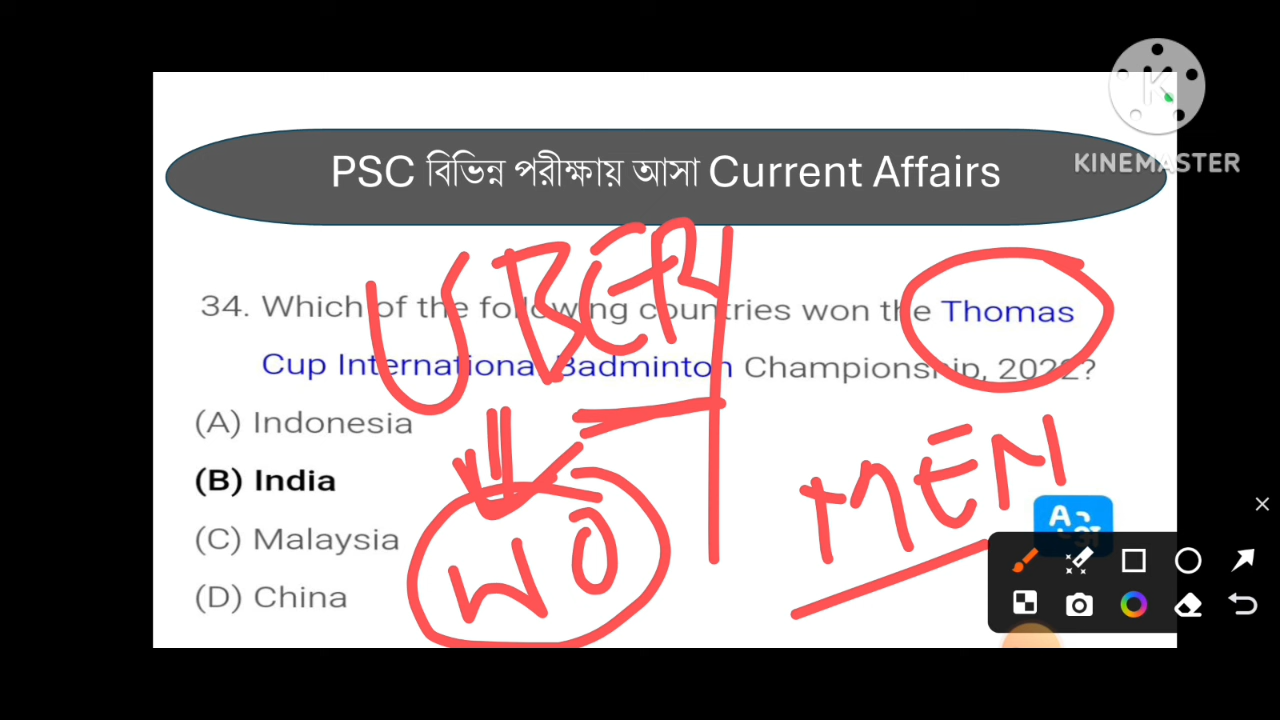 KINEMASTER
PSC বিভিন্ন পরীক্ষায় আসা Current Affairs
UBER
34. Which of the following countries won the Thomas
Cup International Badminton Championship, 2022?
(A) Indonesia
(B) India
(C) Malaysia
(D) China
MEN
WO